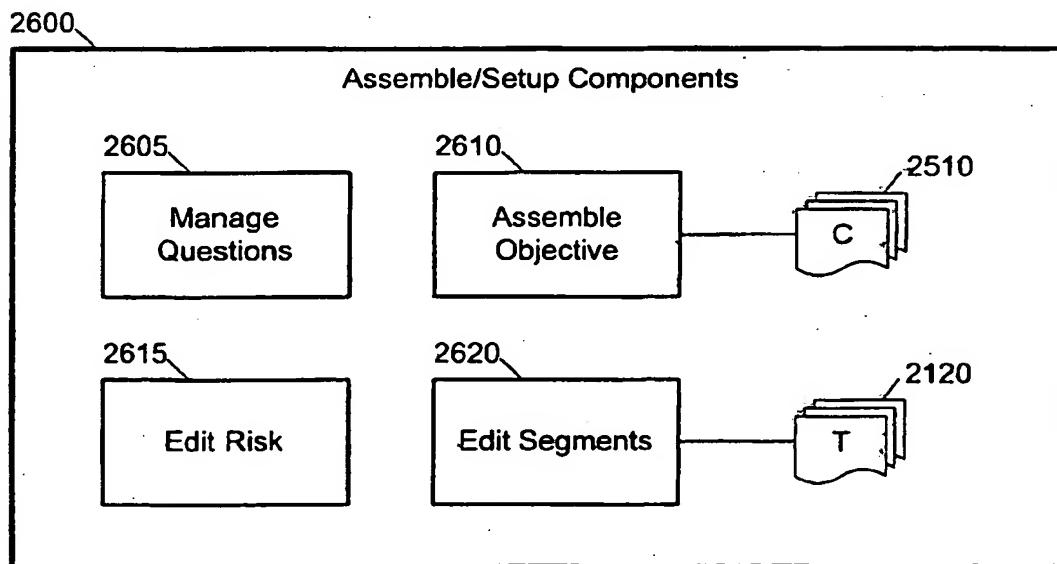 2600
Assemble/Setup Components
2605
2610
2510
Manage
Questions
Assemble
Objective
C
2615
2620
2120
Edit Risk
Edit Segments
T